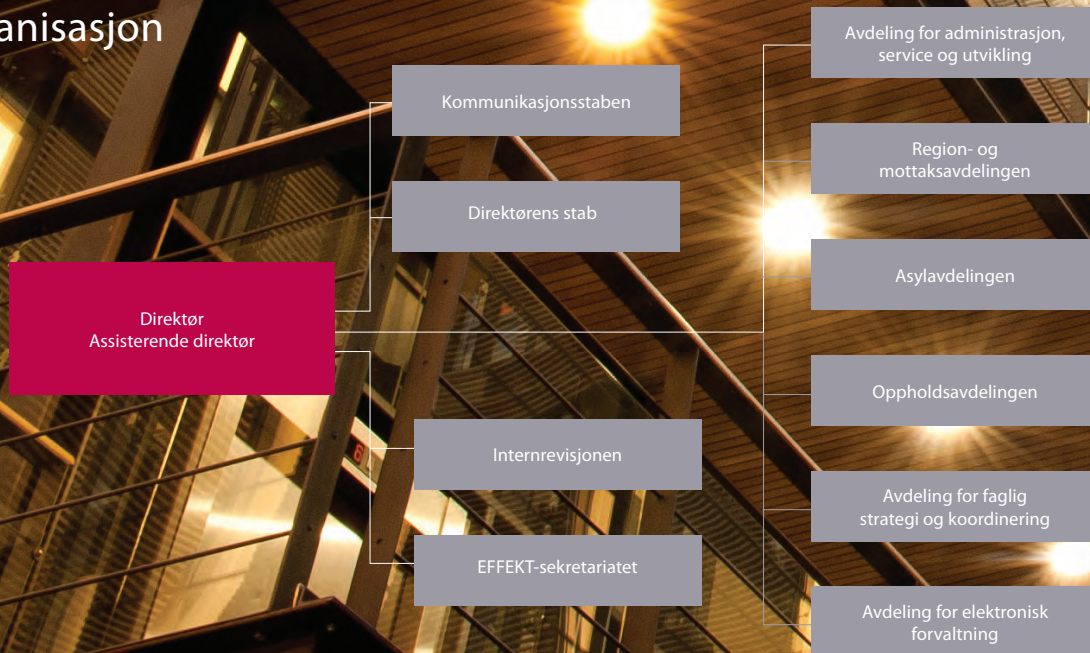 anisasjon
Kommunikasjonsstaben
Direktørens stab
Direktør
Assisterende direktør
Internrevisjonen
EFFEKT-sekretariatet
Avdeling for administrasjon,
service og utvikling
Region- og
mottaksavdelingen
Asylavdelingen
Oppholdsavdelingen
Avdeling for faglig
strategi og koordinering
Avdeling for elektronisk
forvaltning